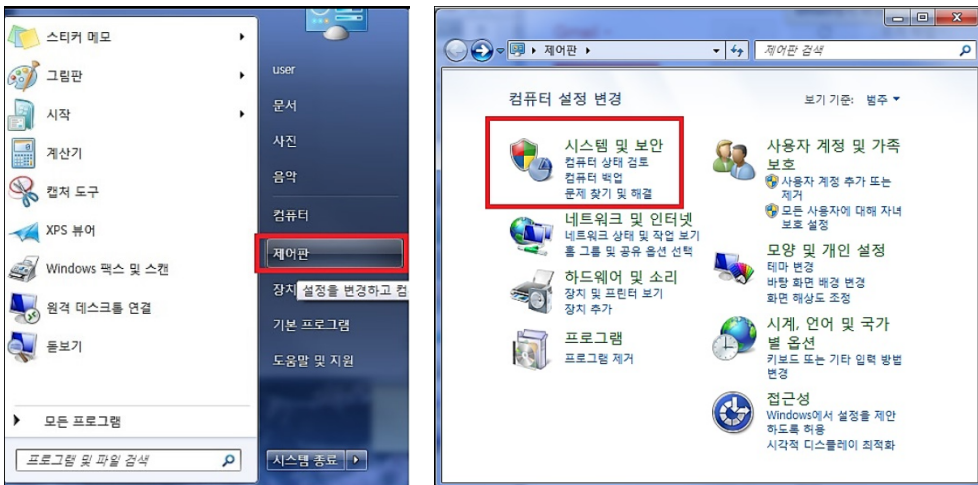 스티커 메모
그림판
시작
계산기
캡처 도구
XPS 뷰어
Windows 팩스 및 스캔
원격 데스크톱 연결
돋보기
모든 프로그램
프로그램 및 파일 검색
user
문서
사진
음악
컴퓨터
제어판
장치
설정을 변경하고 컴
기본 프로그램
도움말 및 지원
시스템 종료
제어판
제어판 검색
컴퓨터 설정 변경
보기 기준: 범주
시스템 및 보안
컴퓨터 상태 검토
컴퓨터 백업
문제 찾기 및 해결
네트워크 및 인터넷
네트워크 상태 및 작업 보기
홈 그룹 및 공유 옵션 선택
하드웨어 및 소리
장치 및 프린터 보기
장치 추가
프로그램
프로그램 제거
사용자 계정 및 가족
보호
사용자 계정 추가 또는
제거
모든 사용자에 대해 자녀
보호 설정
모양 및 개인 설정
테마 변경
바탕 화면 배경 변경
화면 해상도 조정
시계, 언어 및 국가
별 옵션
키보드 또는 기타 입력 방법
변경
접근성
Windows에서 설정을 제안
하도록 허용
시각적 디스플레이 최적화